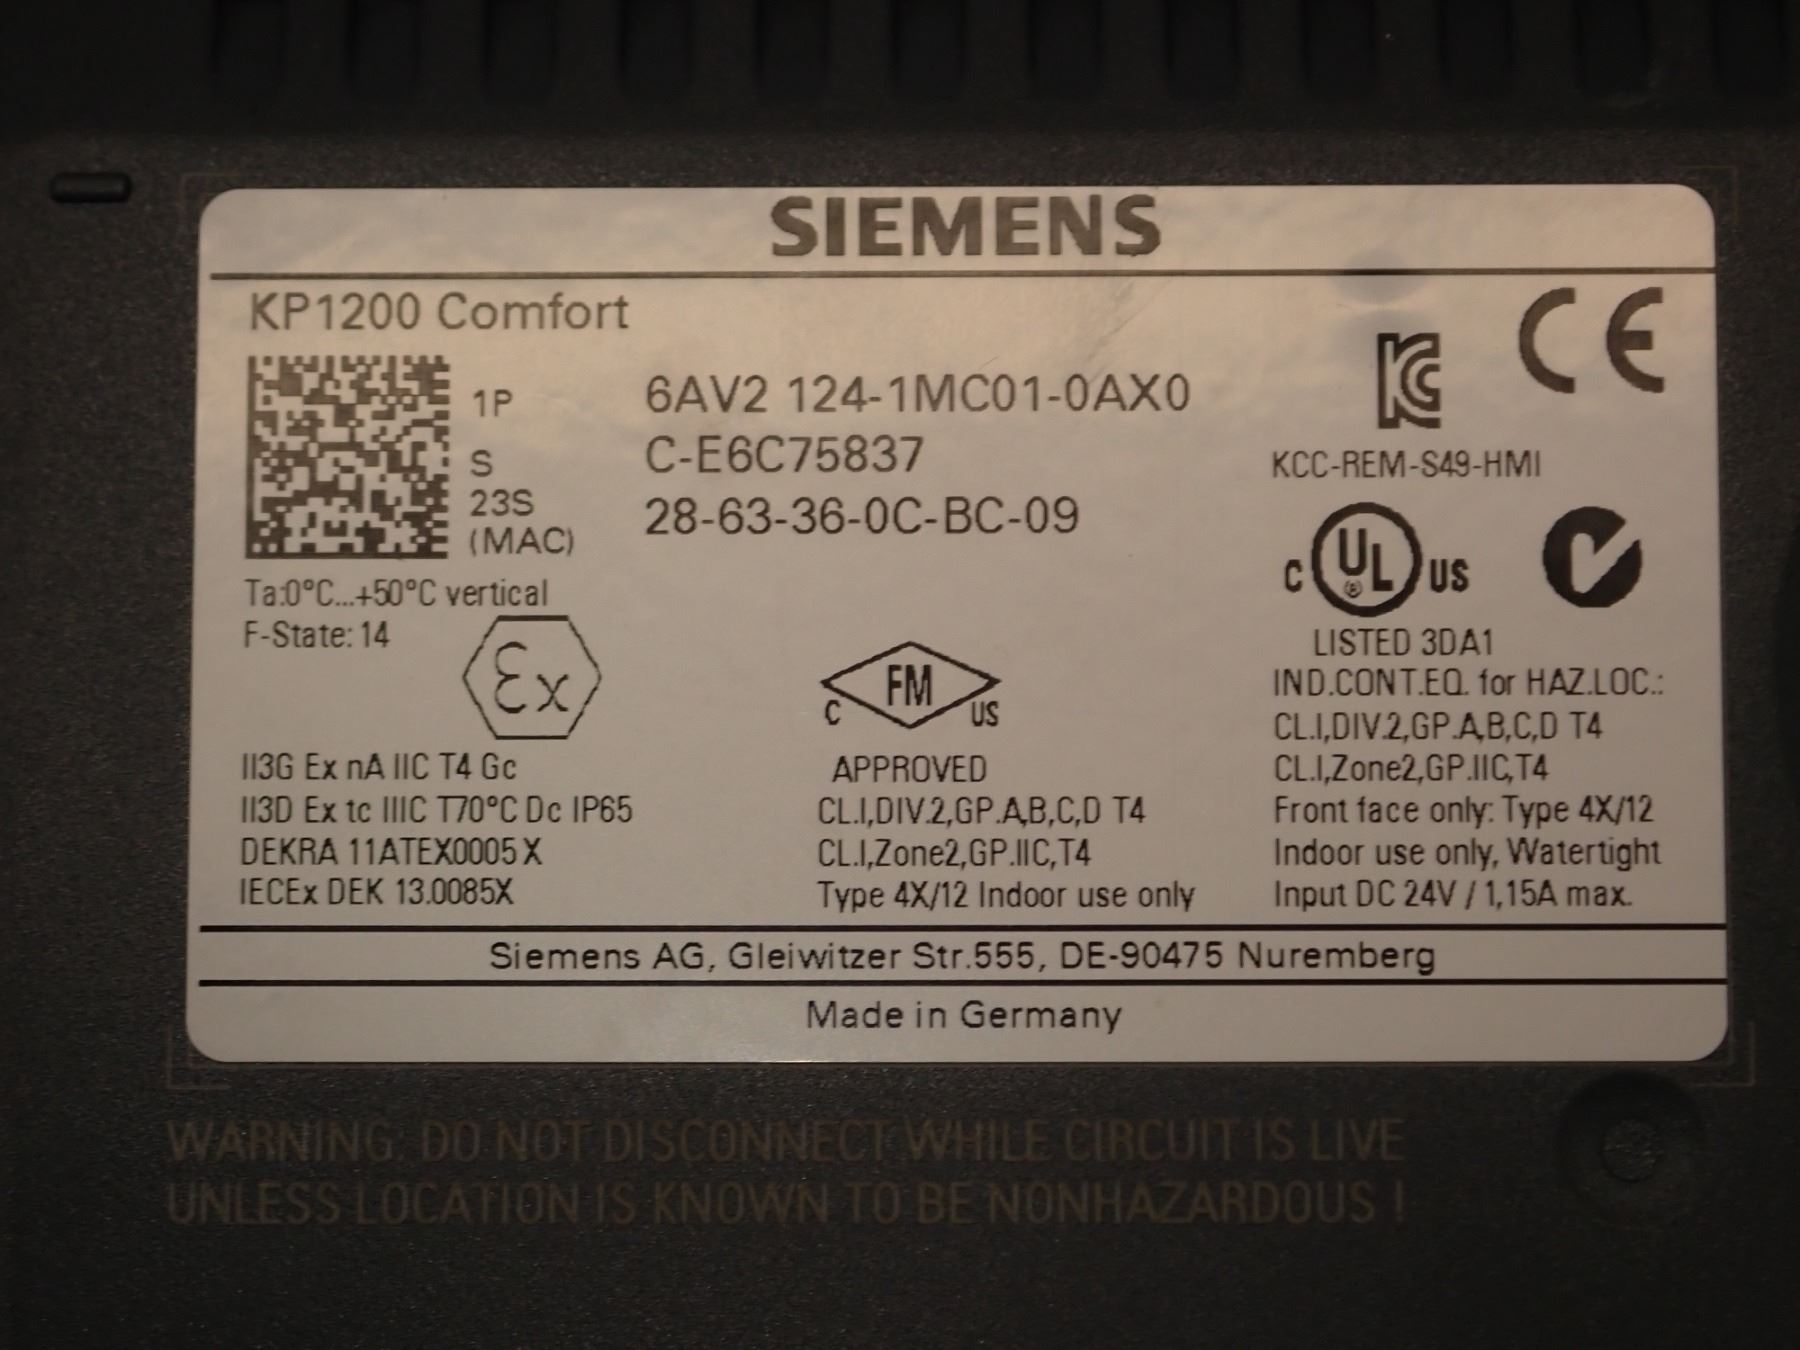 SIEMENS
KP1200 Comfort
CE
1P 6AV2 124-1MC01-0AX0
S C-E6C75837
23S 28-63-36-0C-BC-09
(MAC)
KC
KCC-REM-S49-HMI
Ta:0°C...+50°C vertical
F-State: 14
C UL ® US
LISTED 3DA1
IND.CONT.EQ. for HAZ.LOC.:
CL.I,DIV.2,GP.A,B,C,D T4
CL.I,Zone2,GP.IIC,T4
Front face only: Type 4X/12
Indoor use only, Watertight
Input DC 24V / 1,15A max.
Ex
II3G Ex nA IIC T4 Gc
II3D Ex tc IIIC T70°C Dc IP65
DEKRA 11ATEX0005 X
IECEx DEK 13.0085X
C FM US
APPROVED
CL.I,DIV.2,GP.A,B,C,D T4
CL.I,Zone2,GP.IIC,T4
Type 4X/12 Indoor use only
Siemens AG, Gleiwitzer Str.555, DE-90475 Nuremberg
Made in Germany
WARNING: DO NOT DISCONNECT WHILE CIRCUIT IS LIVE
UNLESS LOCATION IS KNOWN TO BE NONHAZARDOUS !